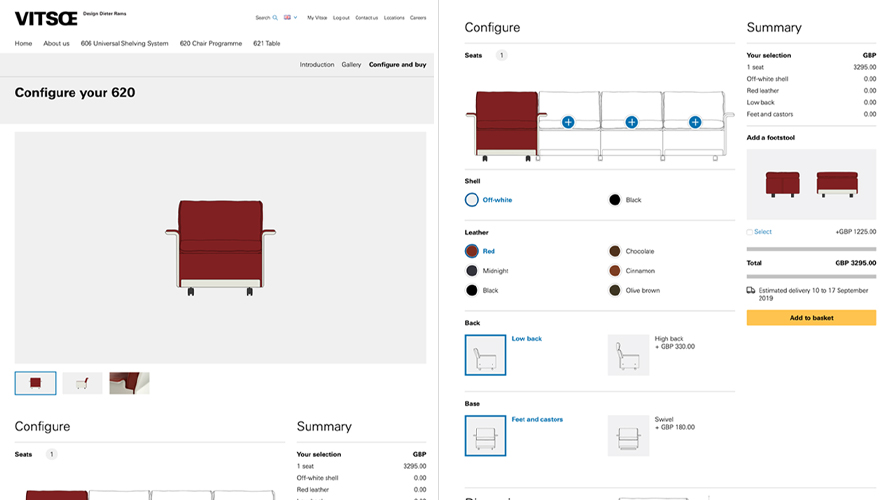 VITSŒ
Design Dieter Rams
Search
My Vitsœ
Log out
Contact us
Locations
Careers
Home
About us
606 Universal Shelving System
620 Chair Programme
621 Table
Introduction
Gallery
Configure and buy
Configure your 620
Configure
Seats 1
Summary
Your selection GBP
1 seat 3295.00
Off-white shell 0.00
Red leather 0.00
Configure
Seats 1
Shell
Off-white
Black
Leather
Red
Chocolate
Midnight
Cinnamon
Black
Olive brown
Back
Low back
High back
+ GBP 330.00
Base
Feet and castors
Swivel
+ GBP 180.00
Summary
Your selection GBP
1 seat 3295.00
Off-white shell 0.00
Red leather 0.00
Low back 0.00
Feet and castors 0.00
Add a footstool
Select +GBP 1225.00
Total GBP 3295.00
Estimated delivery 10 to 17 September
2019
Add to basket